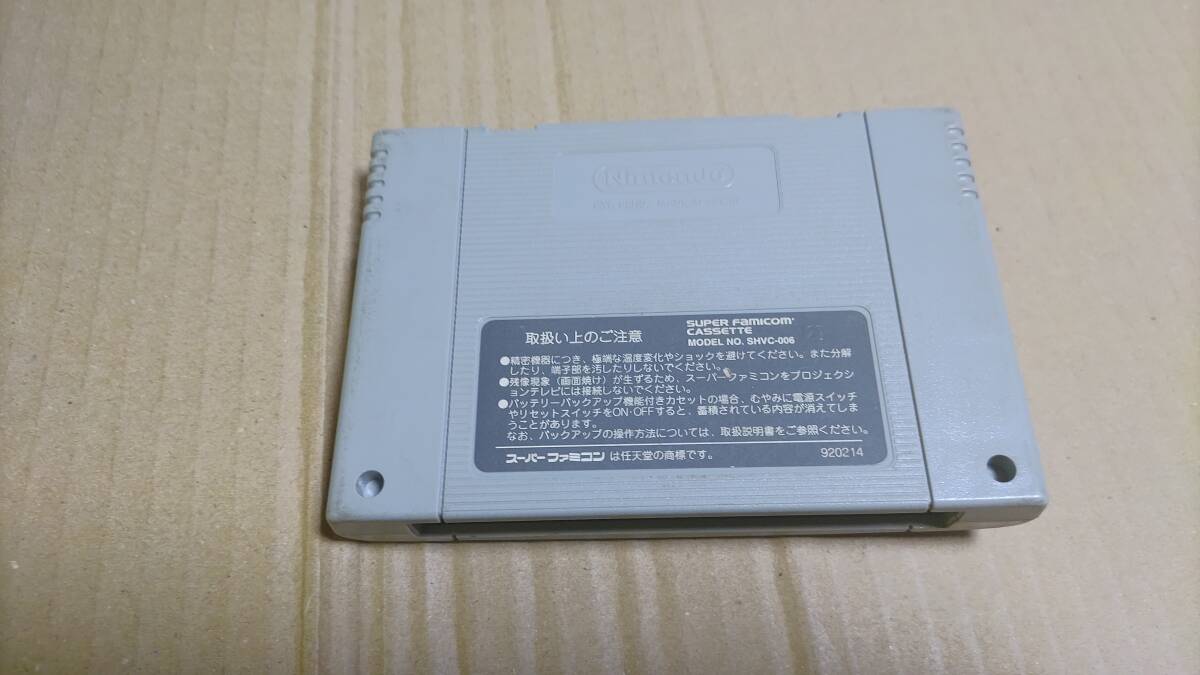 Nintendo
取扱い上のご注意
SUPER FAMICOM
CASSETTE
MODEL NO. SHVC-006
●精密機器につき、極端な温度変化やショックを避けてください。また分解
したり、端子部を汚したりしないでください。
●残像現象（画面焼け）が生ずるため、スーパーファミコンをプロジェクシ
ョンテレビには接続しないでください。
●バッテリーバックアップ機能付きカセットの場合、むやみに電源スイッチ
やリセットスイッチをON·OFFすると、蓄積されている内容が消えてしま
うことがあります。
なお、バックアップの操作方法については、取扱説明書をご参照ください。
スーパーファミコン は任天堂の商標です。
920214